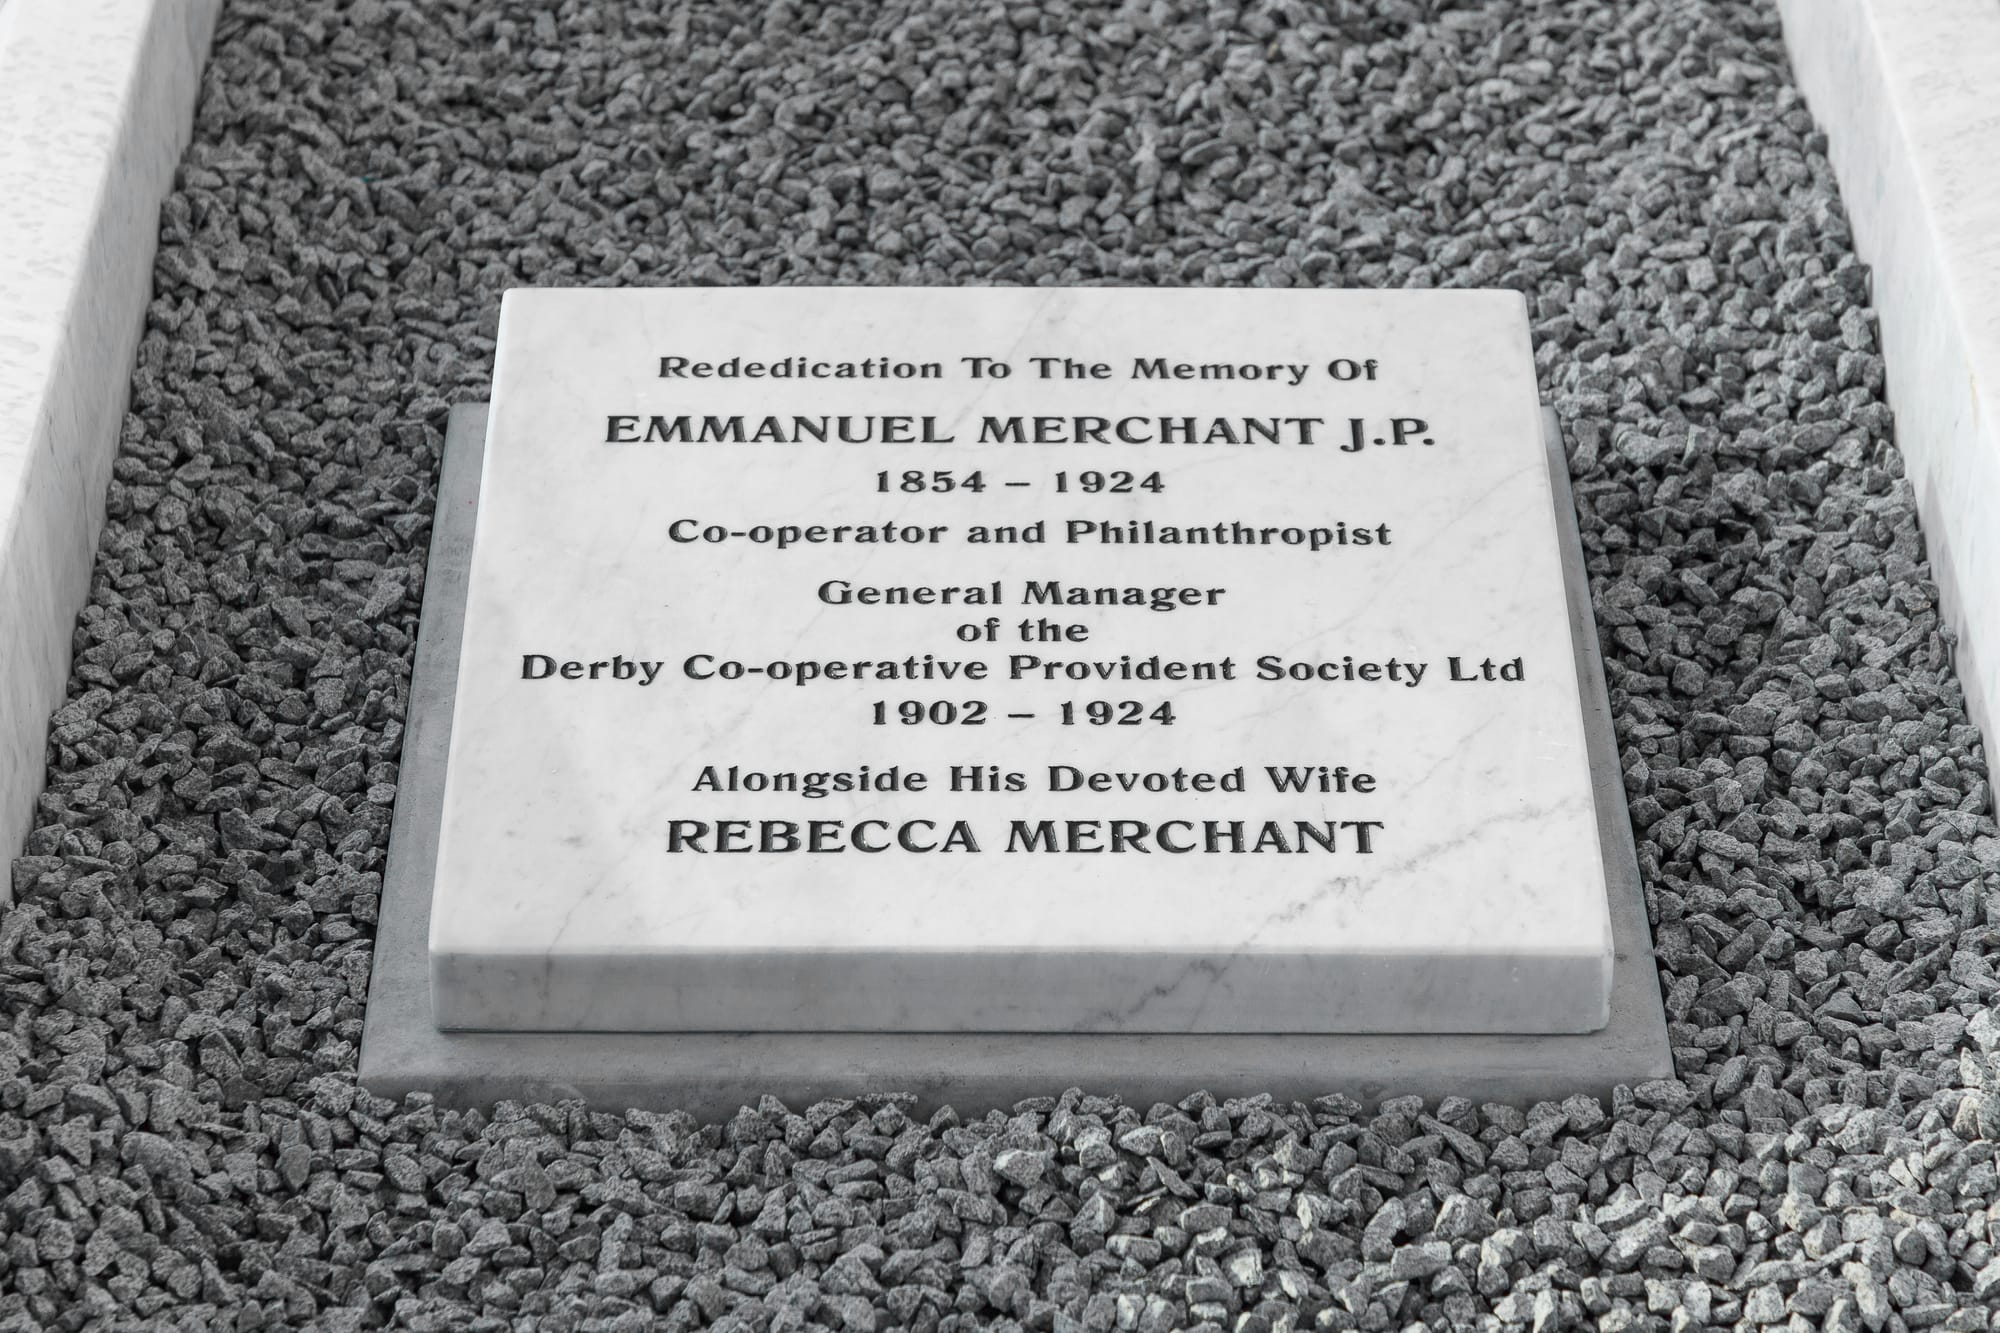 Rededication To The Memory Of
EMMANUEL MERCHANT J.P.
1854 – 1924
Co-operator and Philanthropist
General Manager
of the
Derby Co-operative Provident Society Ltd
1902 – 1924
Alongside His Devoted Wife
REBECCA MERCHANT